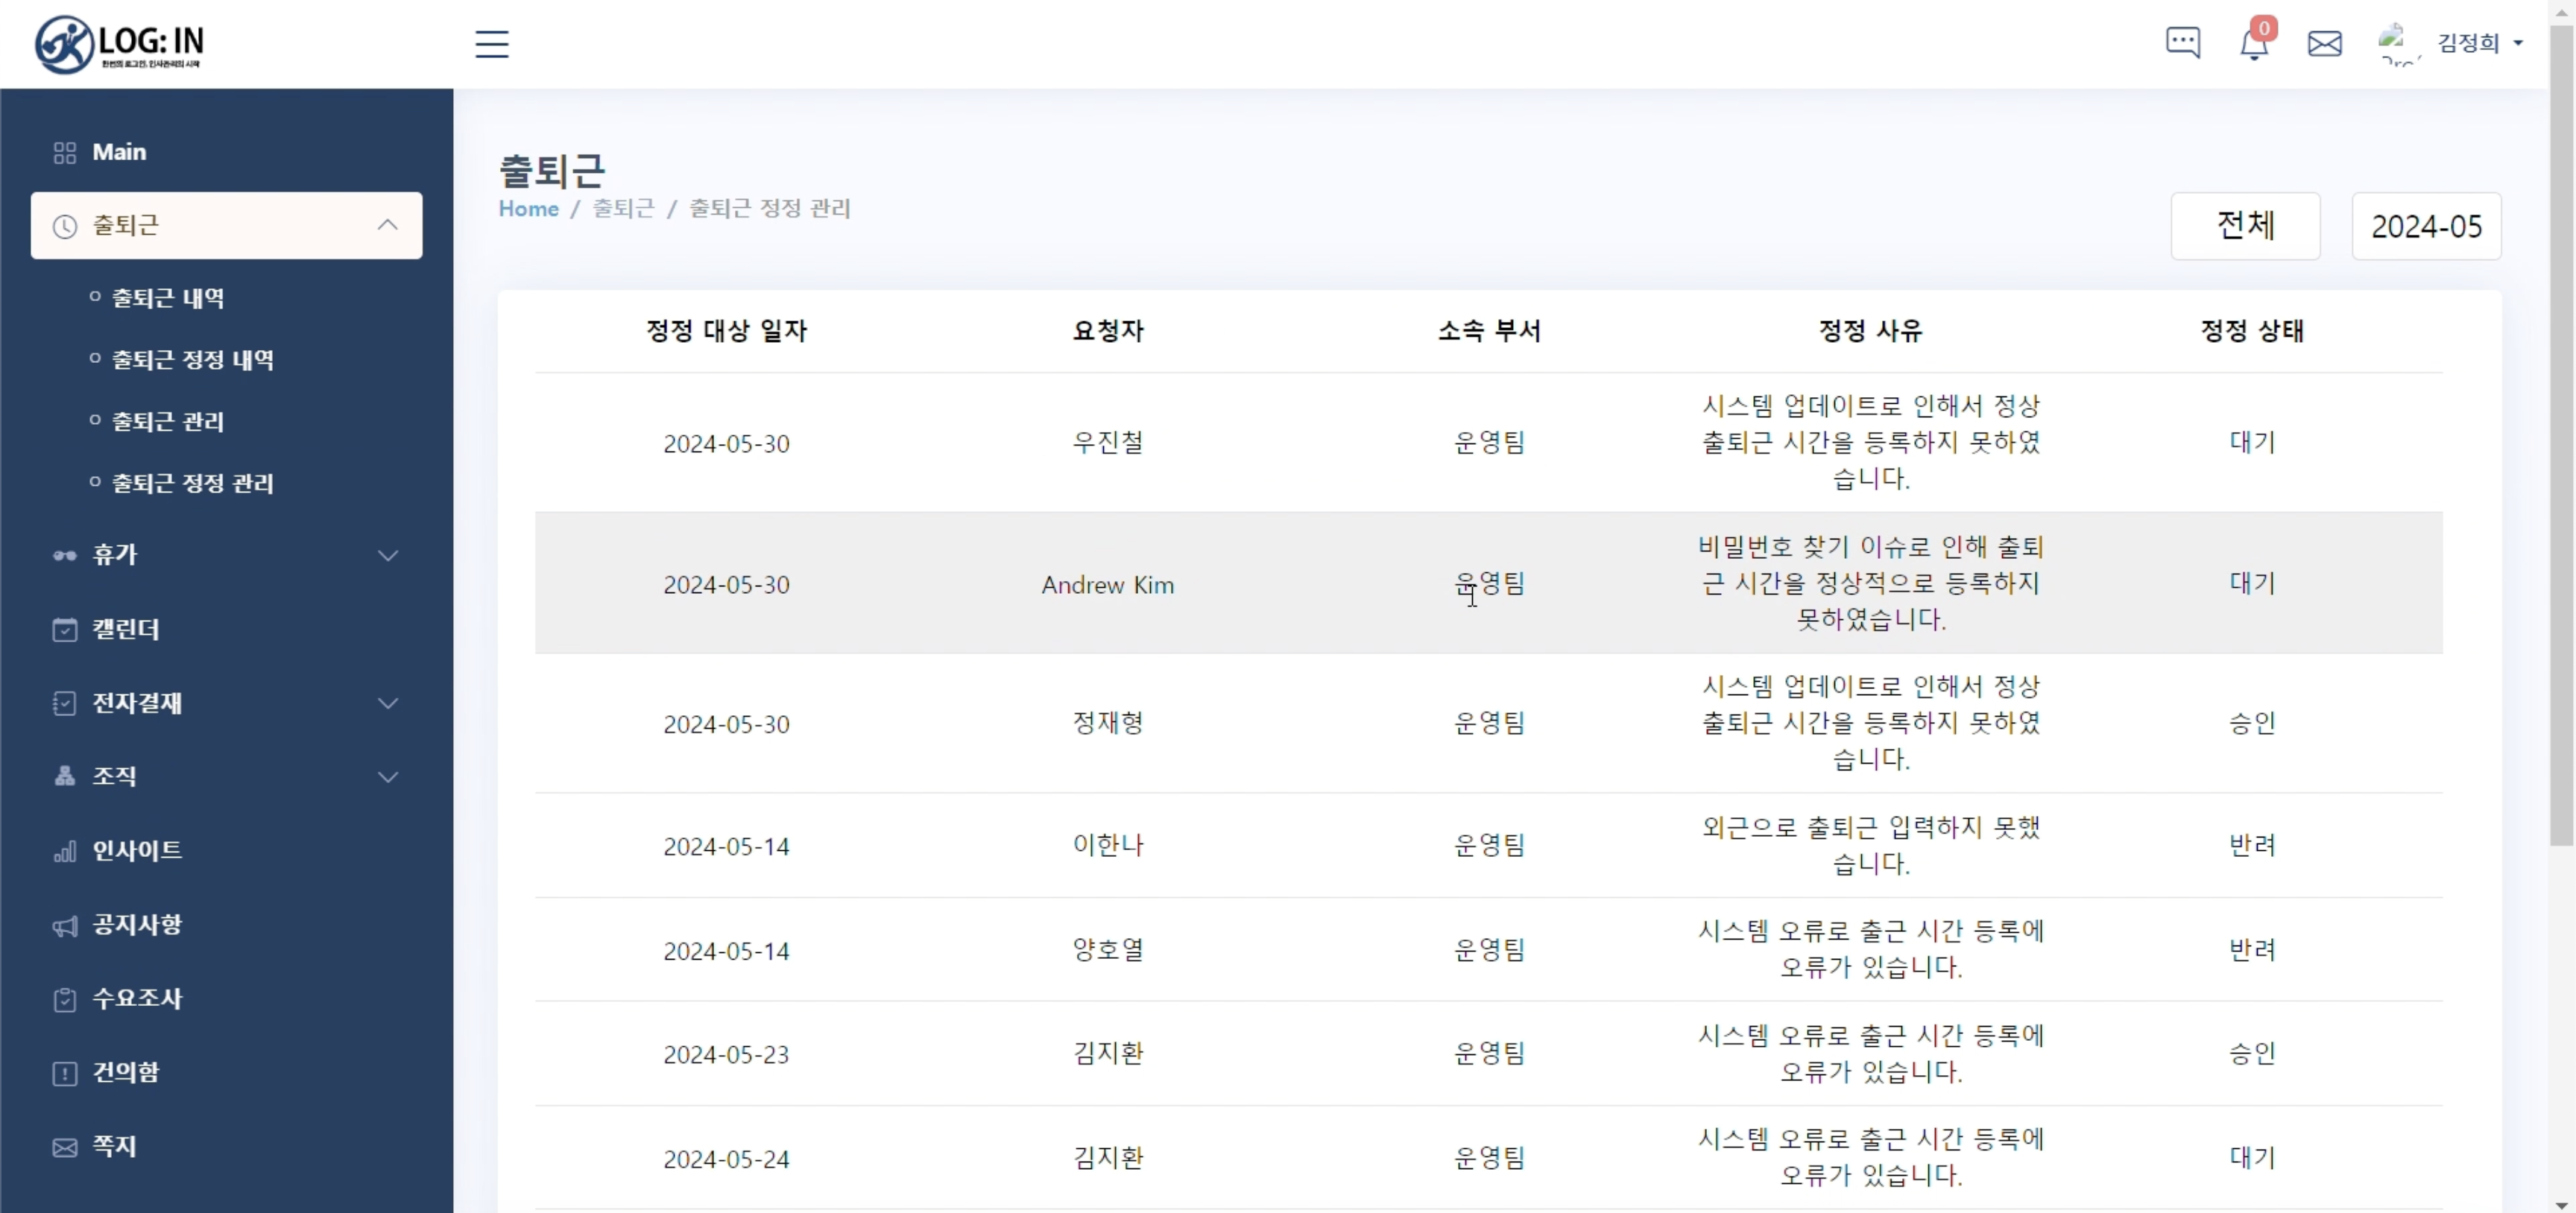 LOG: IN
한번의 로그인, 인사관리의 시작
0
김정희
Main
출퇴근
출퇴근 내역
출퇴근 정정 내역
출퇴근 관리
출퇴근 정정 관리
휴가
캘린더
전자결재
조직
인사이트
공지사항
수요조사
건의함
쪽지
출퇴근
Home / 출퇴근 / 출퇴근 정정 관리
전체
2024-05
정정 대상 일자 요청자 소속 부서 정정 사유 정정 상태
시스템 업데이트로 인해서 정상
2024-05-30 우진철 운영팀 출퇴근 시간을 등록하지 못하였 대기
습니다.
비밀번호 찾기 이슈로 인해 출퇴
2024-05-30 Andrew Kim 운영팀 근 시간을 정상적으로 등록하지 대기
못하였습니다.
시스템 업데이트로 인해서 정상
2024-05-30 정재형 운영팀 출퇴근 시간을 등록하지 못하였 승인
습니다.
2024-05-14 이한나 운영팀 외근으로 출퇴근 입력하지 못했 반려
습니다.
2024-05-14 양호열 운영팀 시스템 오류로 출근 시간 등록에 반려
오류가 있습니다.
2024-05-23 김지환 운영팀 시스템 오류로 출근 시간 등록에 승인
오류가 있습니다.
2024-05-24 김지환 운영팀 시스템 오류로 출근 시간 등록에 대기
오류가 있습니다.